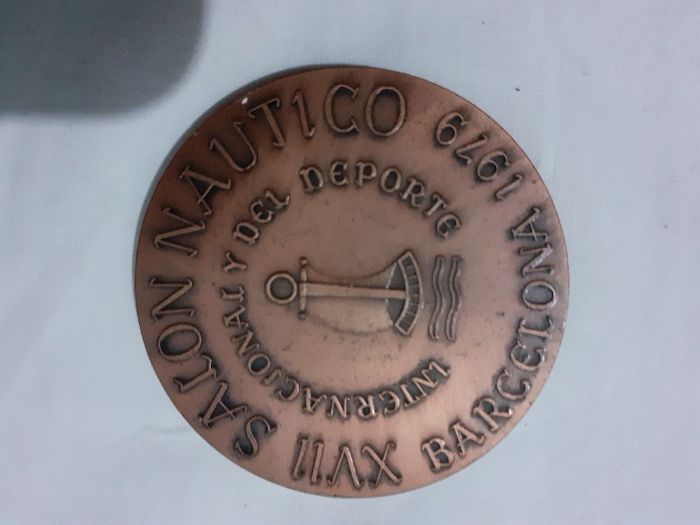 XVII SALON NAUTICO
INTERNACIONAL Y DEL DEPORTE
BARCELONA 1979